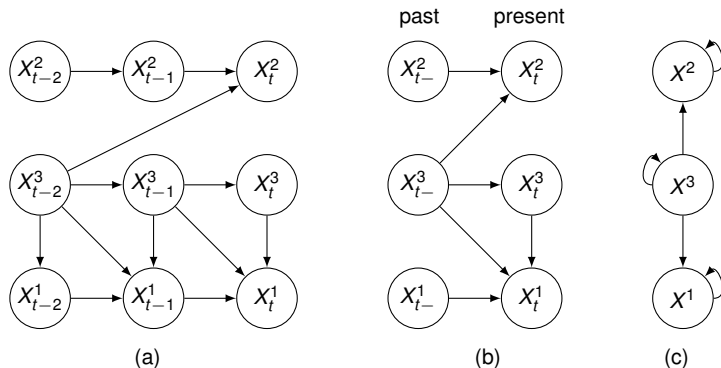 past present
X²ₜ₋₂ X²ₜ₋₁ X²ₜ X²ₜ₋ X²ₜ X²
X³ₜ₋₂ X³ₜ₋₁ X³ₜ X³ₜ₋ X³ₜ X³
X¹ₜ₋₂ X¹ₜ₋₁ X¹ₜ X¹ₜ₋ X¹ₜ X¹
(a) (b) (c)